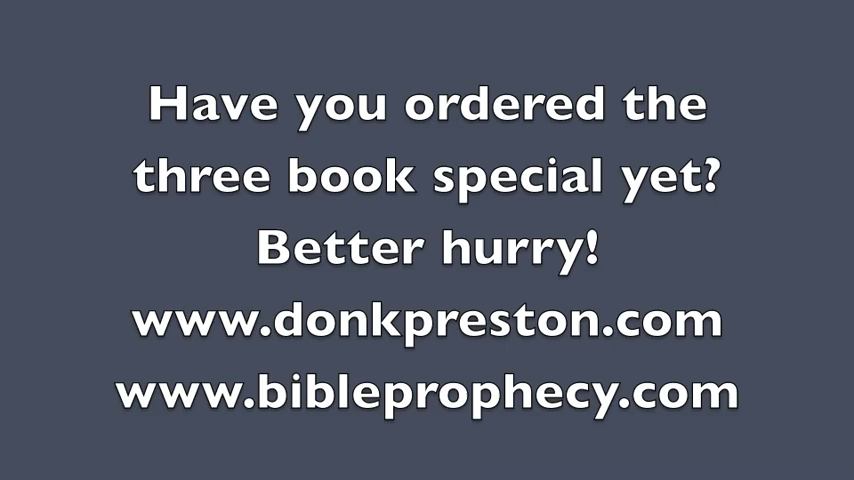 Have you ordered the
three book special yet?
Better hurry!
www.donkpreston.com
www.bibleprophecy.com